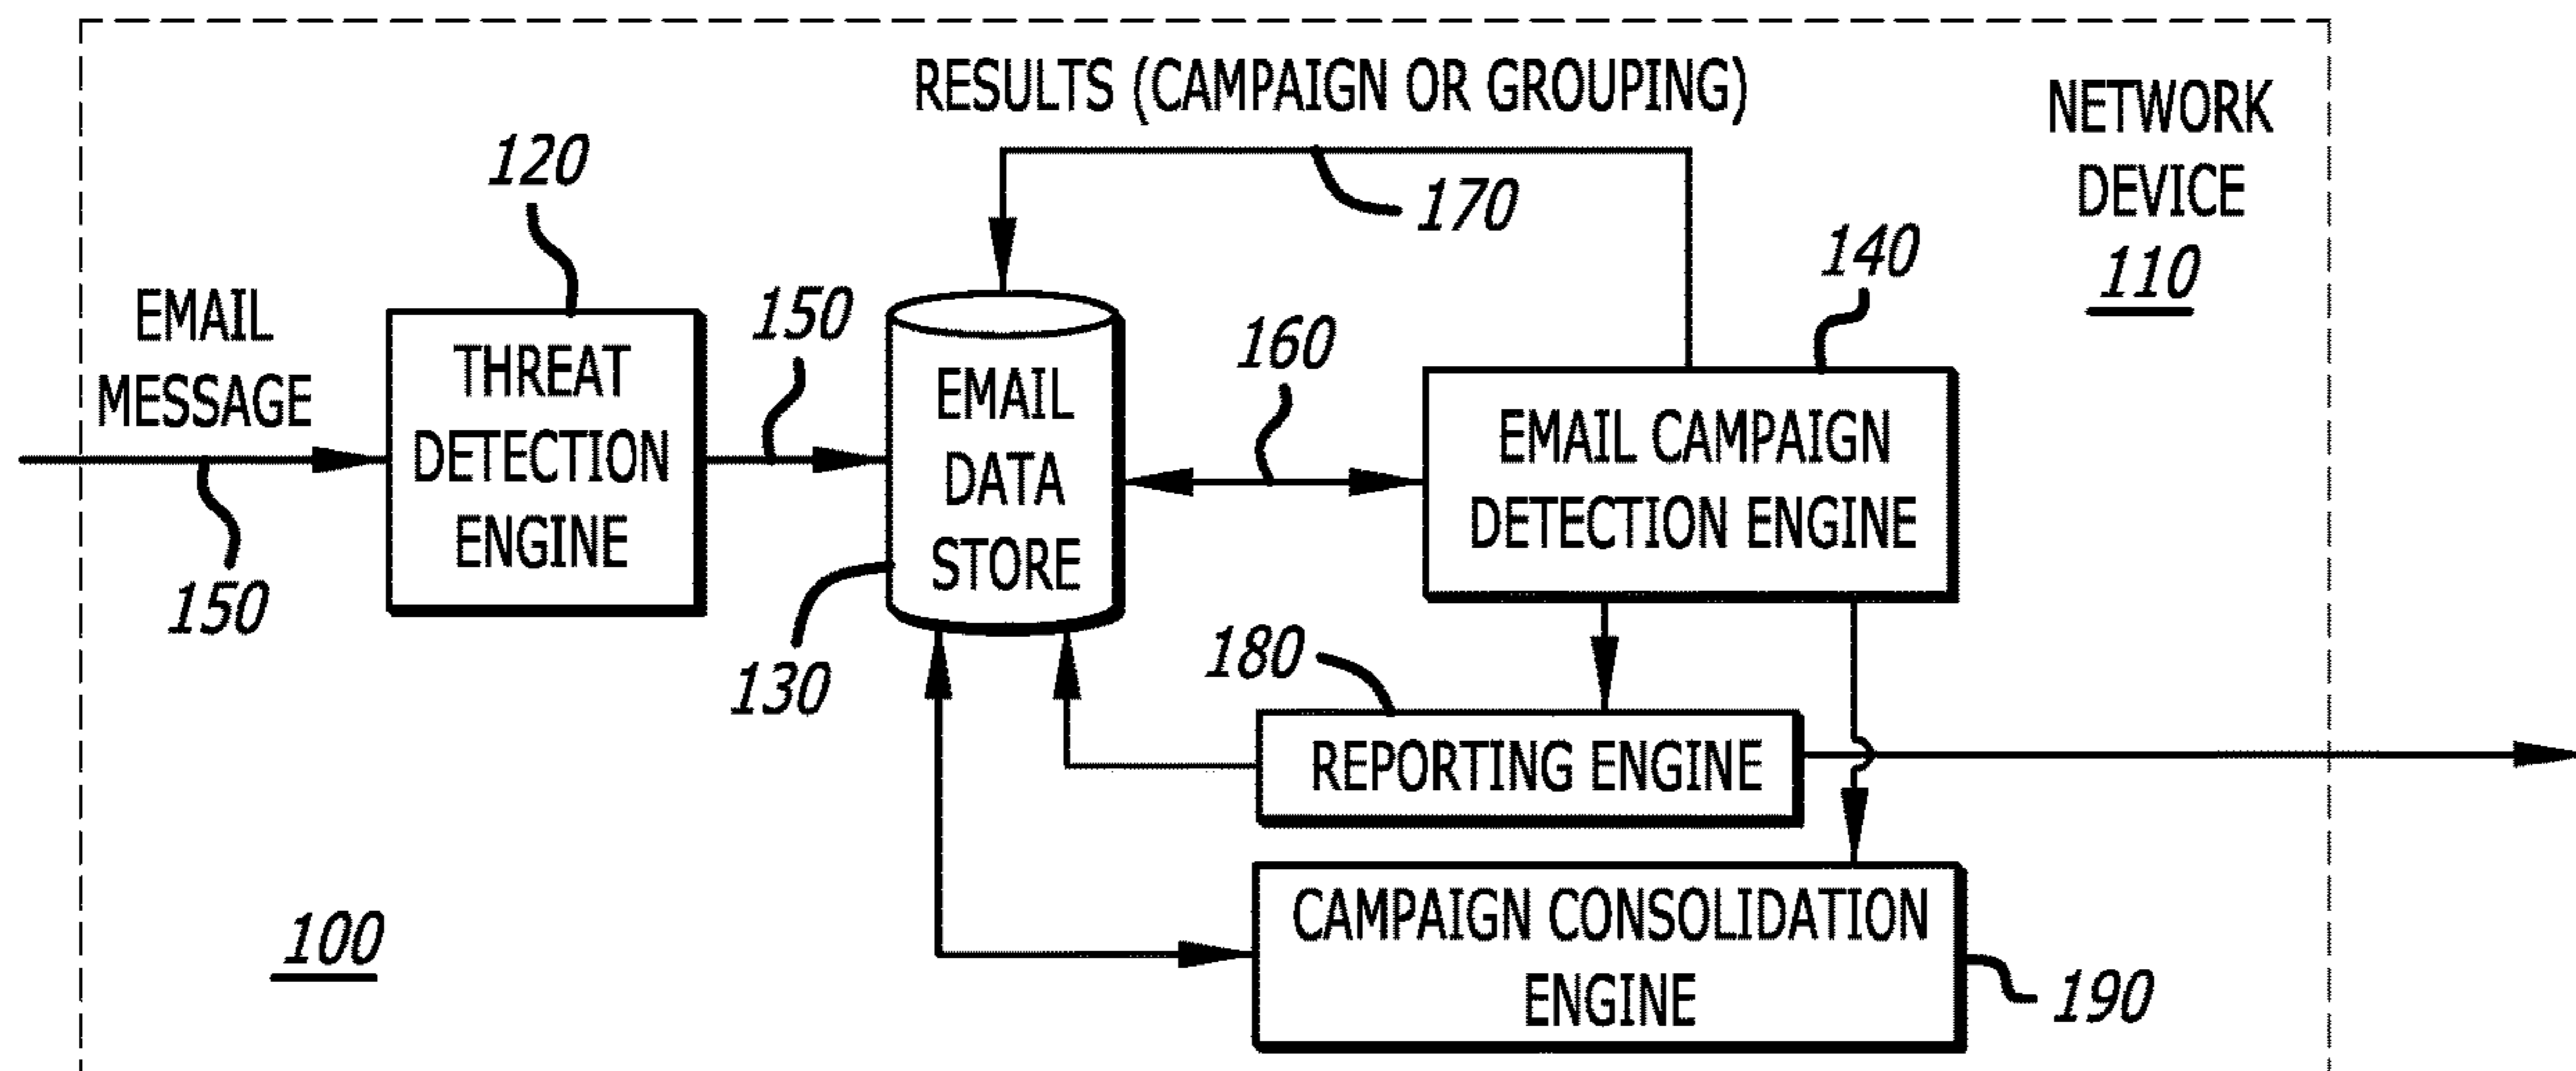 RESULTS (CAMPAIGN OR GROUPING)
NETWORK
DEVICE
110
120
170
140
EMAIL
MESSAGE
150
THREAT
DETECTION
ENGINE
150
EMAIL
DATA
STORE
160
EMAIL CAMPAIGN
DETECTION ENGINE
150
130
180
REPORTING ENGINE
CAMPAIGN CONSOLIDATION
ENGINE
190
100